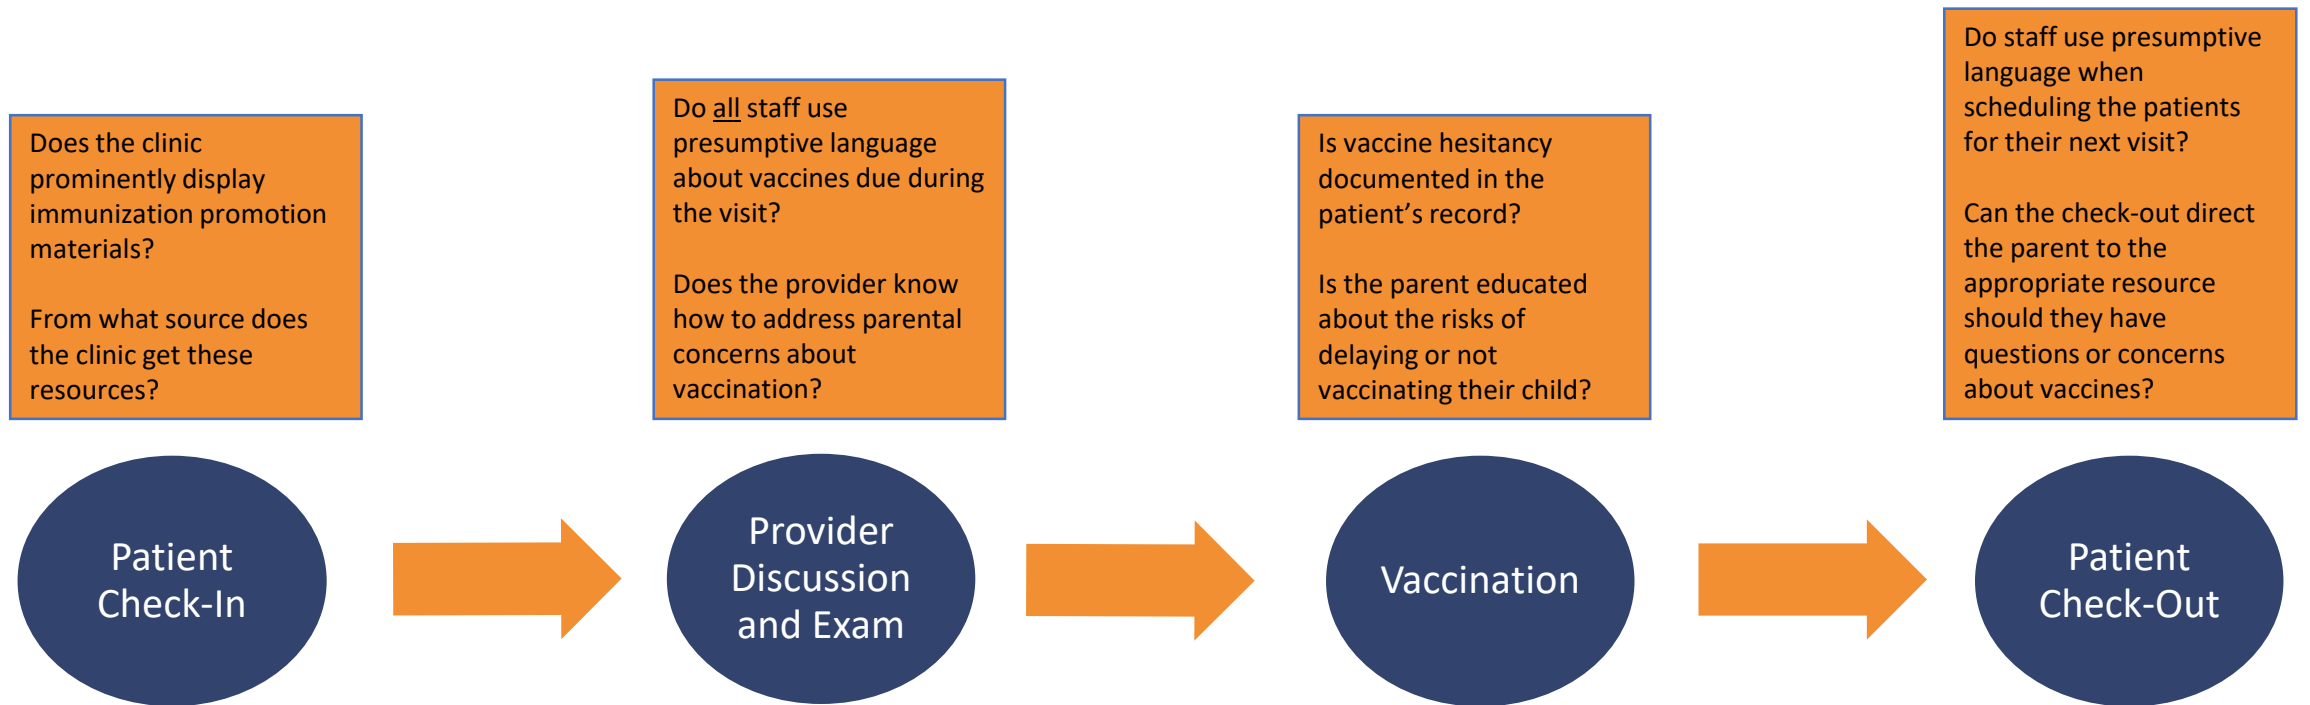 Does the clinic
prominently display
immunization promotion
materials?
From what source does
the clinic get these
resources?
Do all staff use
presumptive language
about vaccines due during
the visit?
Does the provider know
how to address parental
concerns about
vaccination?
Is vaccine hesitancy
documented in the
patient’s record?
Is the parent educated
about the risks of
delaying or not
vaccinating their child?
Do staff use presumptive
language when
scheduling the patients
for their next visit?
Can the check-out direct
the parent to the
appropriate resource
should they have
questions or concerns
about vaccines?
Patient
Check-In
Provider
Discussion
and Exam
Vaccination
Patient
Check-Out